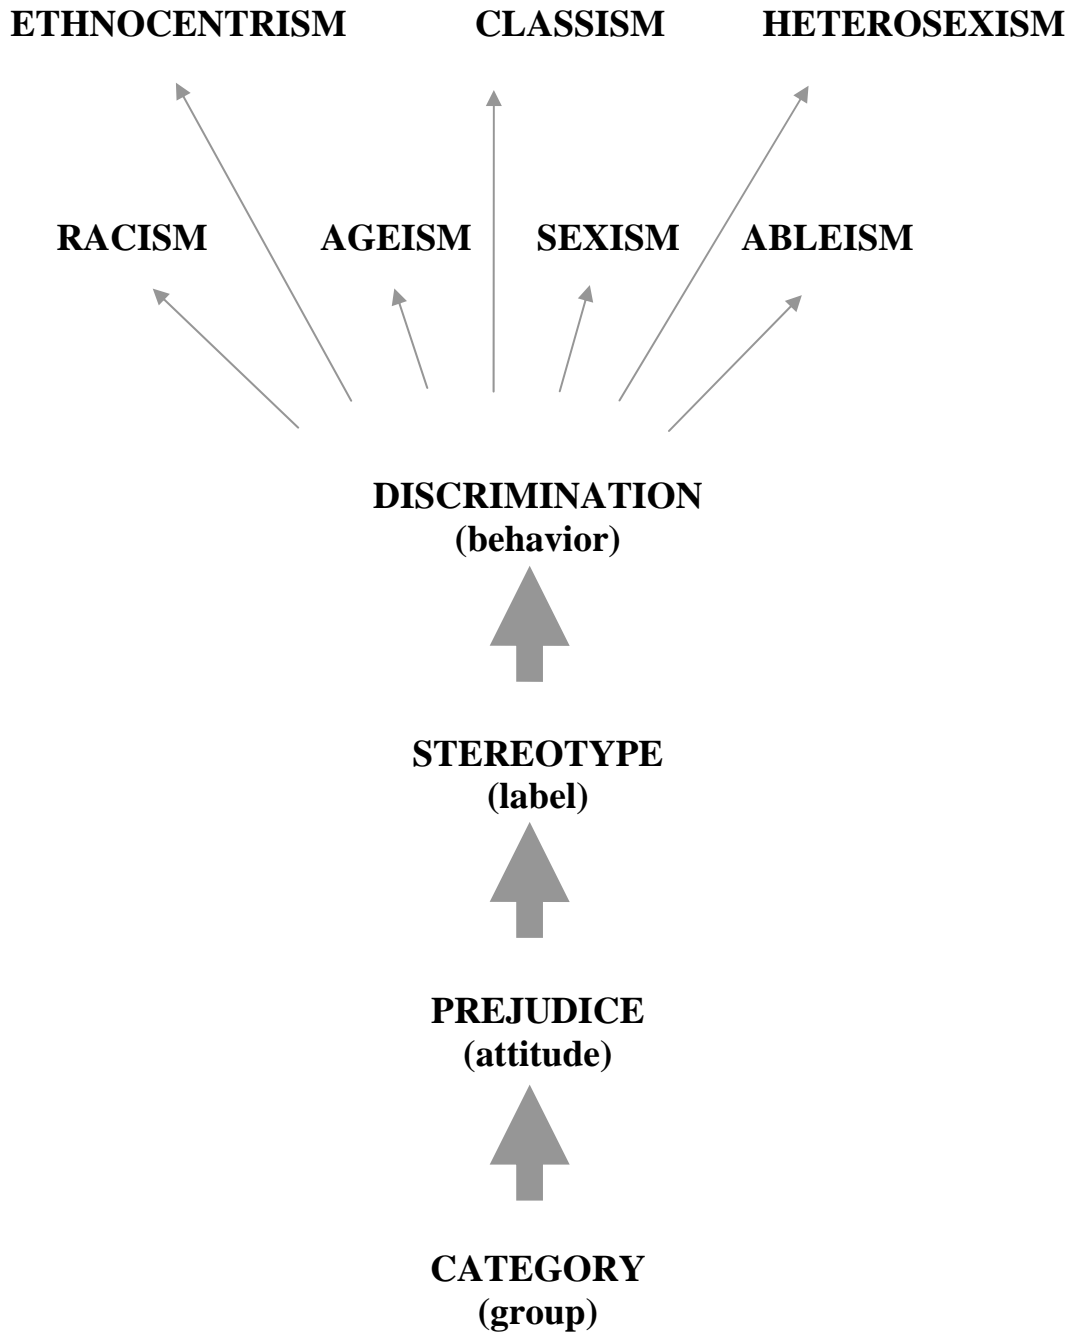 ETHNOCENTRISM CLASSISM HETEROSEXISM
RACISM AGEISM SEXISM ABLEISM
DISCRIMINATION
(behavior)
STEREOTYPE
(label)
PREJUDICE
(attitude)
CATEGORY
(group)